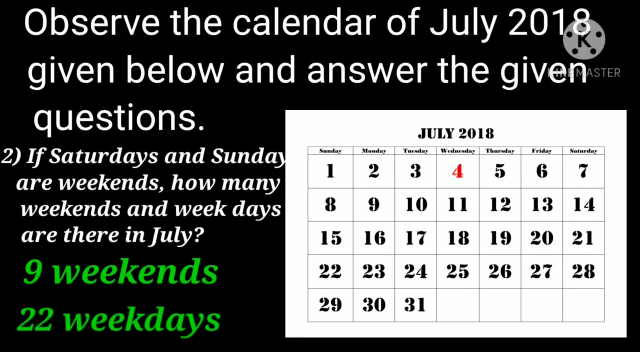 Observe the calendar of July 2018
given below and answer the given
questions.
2) If Saturdays and Sunday
are weekends, how many
weekends and week days
are there in July?
9 weekends
22 weekdays
JULY 2018
Sunday Monday Tuesday Wednesday Thursday Friday Saturday
1 2 3 4 5 6 7
8 9 10 11 12 13 14
15 16 17 18 19 20 21
22 23 24 25 26 27 28
29 30 31
K
MASTER